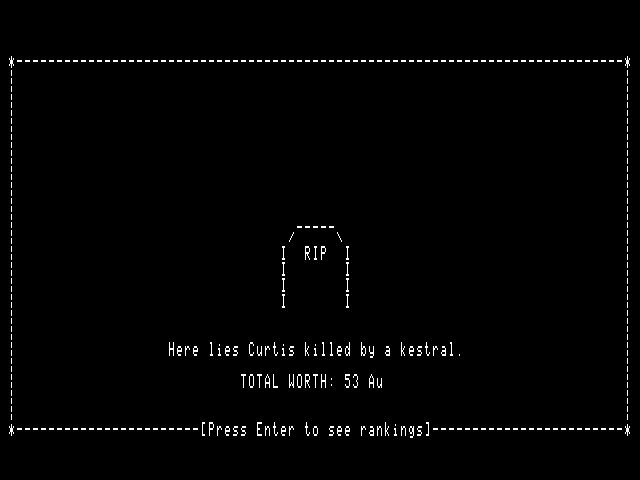 RIP
Here lies Curtis killed by a kestral.
TOTAL WORTH: 53 Au
[Press Enter to see rankings]